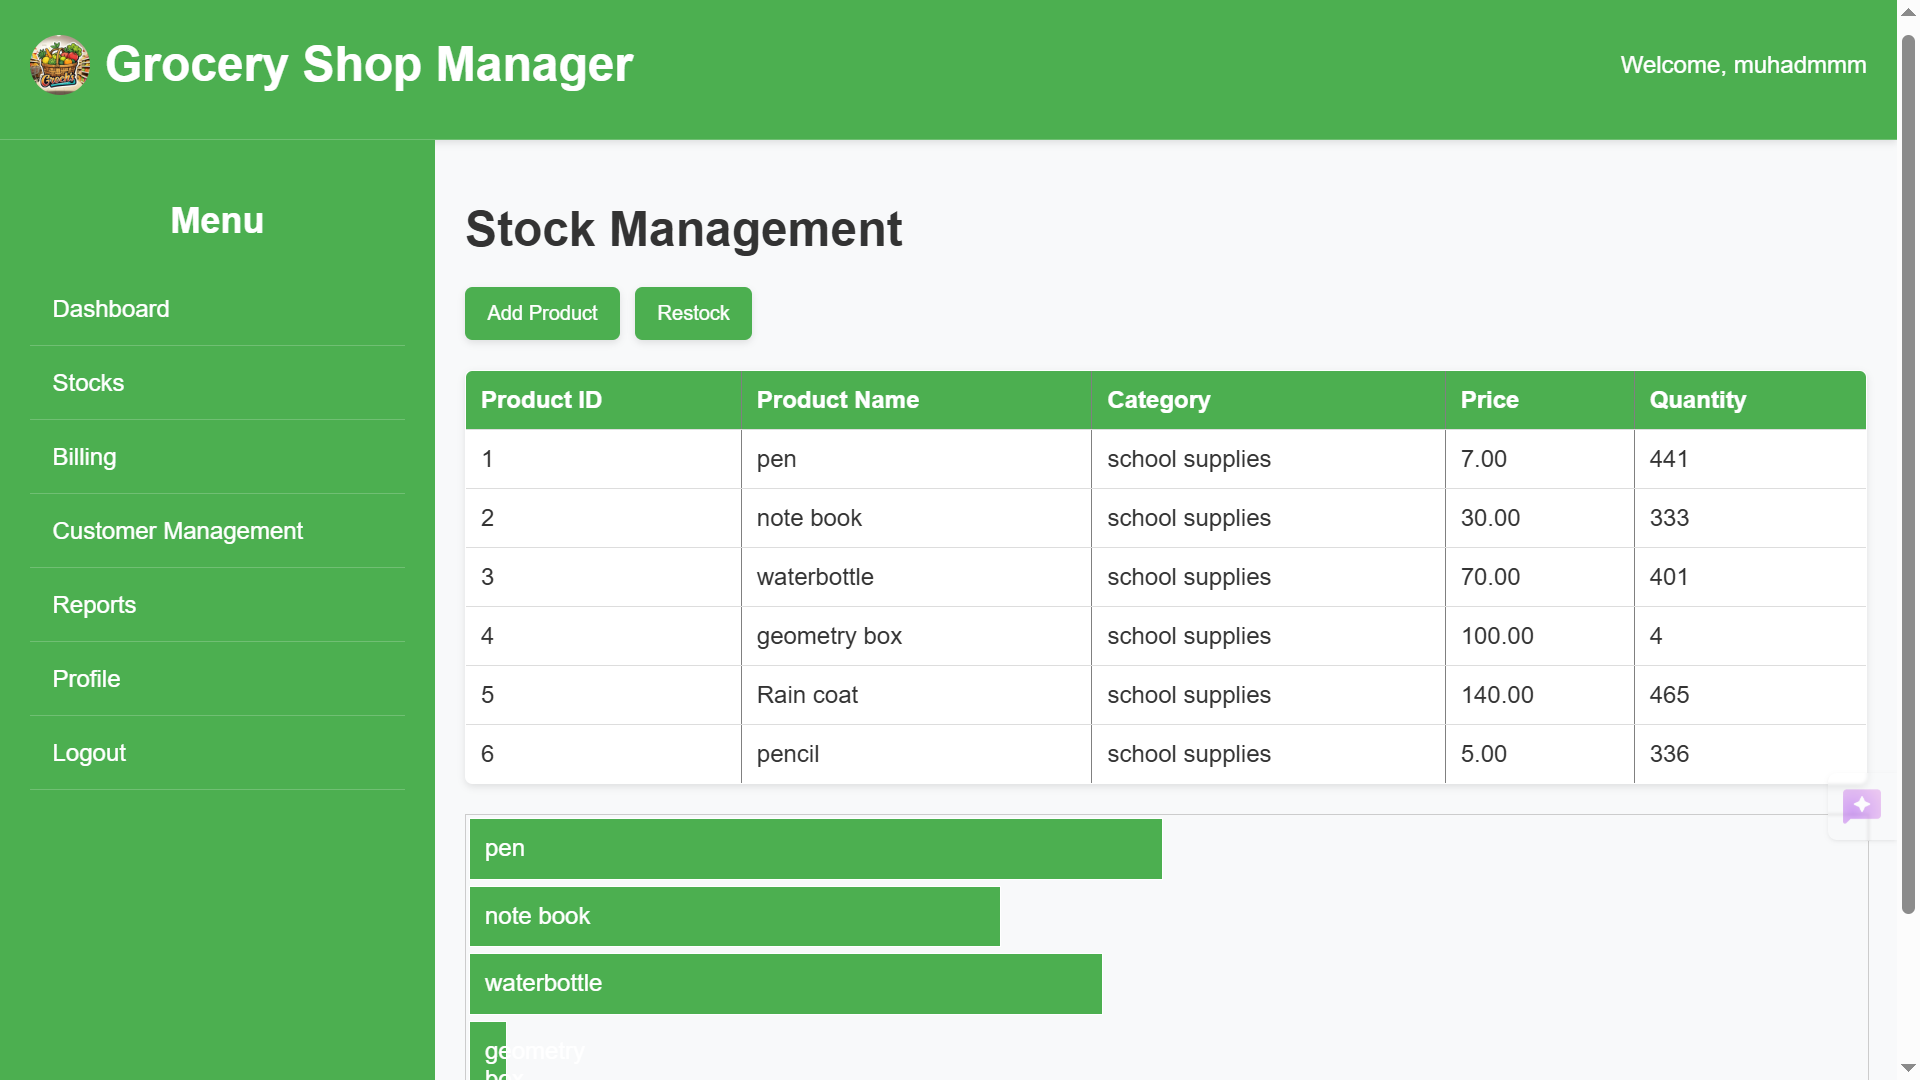 Grocery Shop Manager
Welcome, muhadmmm
Menu
Dashboard
Stocks
Billing
Customer Management
Reports
Profile
Logout
Stock Management
Add Product Restock
Product ID Product Name Category Price Quantity
1 pen school supplies 7.00 441
2 note book school supplies 30.00 333
3 waterbottle school supplies 70.00 401
4 geometry box school supplies 100.00 4
5 Rain coat school supplies 140.00 465
6 pencil school supplies 5.00 336
pen
note book
waterbottle
geometry
box